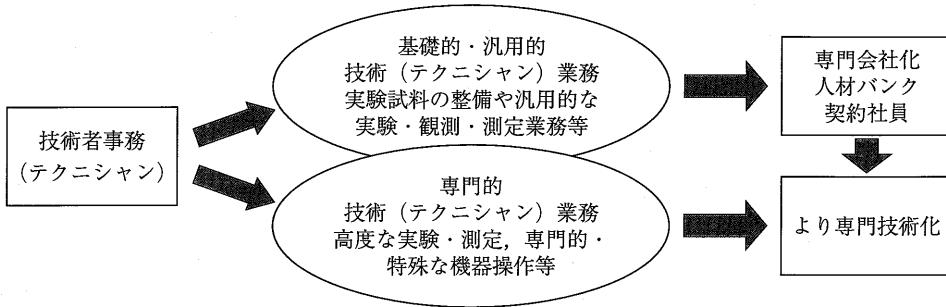 技術者事務
（テクニシャン）
基礎的・汎用的
技術（テクニシャン）業務
実験試料の整備や汎用的な
実験・観測・測定業務等
専門的
技術（テクニシャン）業務
高度な実験・測定，専門的・
特殊な機器操作等
専門会社化
人材バンク
契約社員
より専門技術化